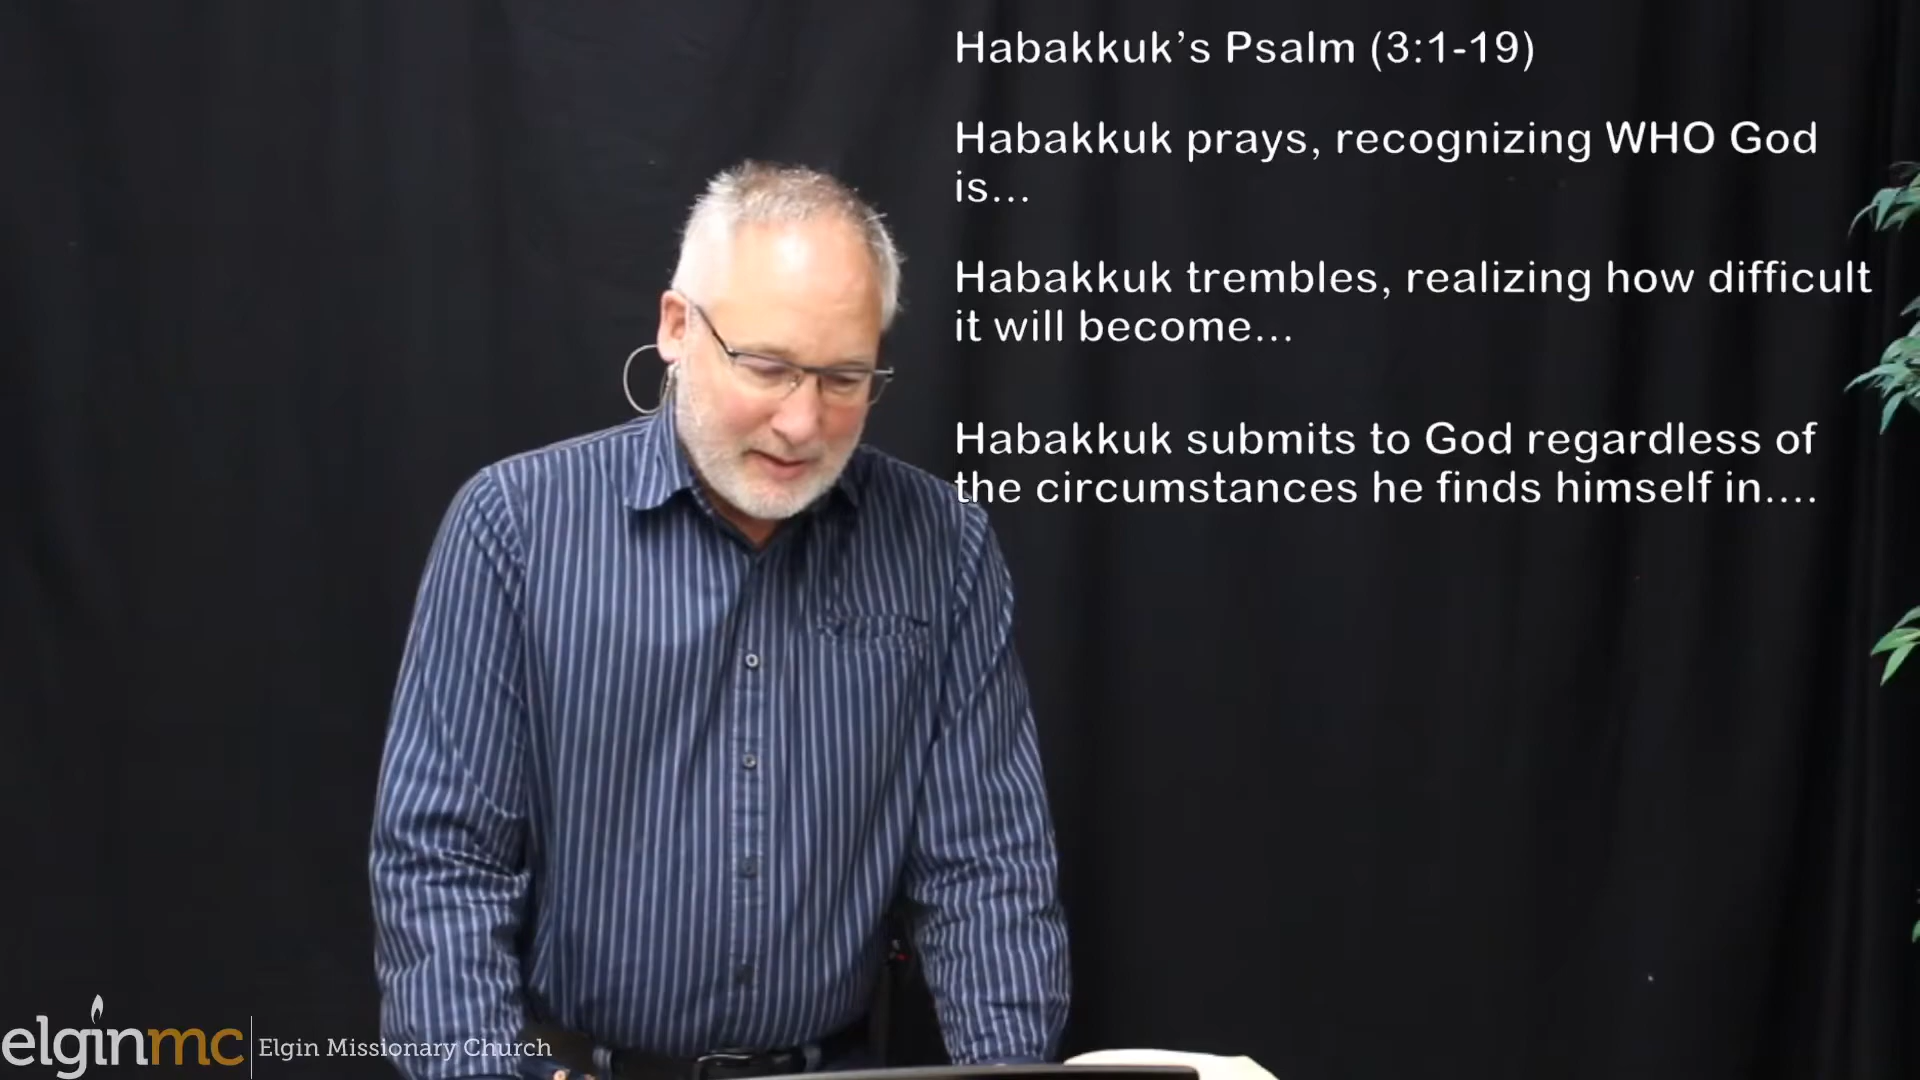 Habakkuk’s Psalm (3:1-19)
Habakkuk prays, recognizing WHO God
is...
Habakkuk trembles, realizing how difficult
it will become...
Habakkuk submits to God regardless of
the circumstances he finds himself in....
elginmc | Elgin Missionary Church